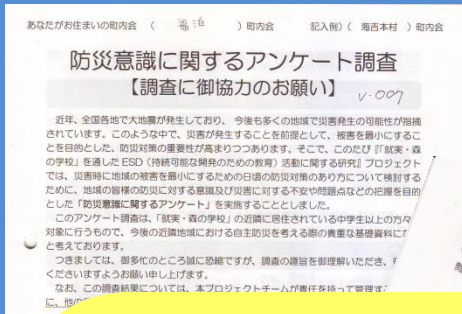 あなたがお住まいの町内会 ( 福泊 ) 町内会 記入例) ( 海吉本村 ) 町内会
防災意識に関するアンケート調査
【調査に御協力のお願い】
V-007
近年、全国各地で大地震が発生しており、今後も多くの地域で災害発生の可能性が指摘
されています。このような中で、災害が発生することを前提として、被害を最小にするこ
とを目的とした、防災対策の重要性が高まりつつあります。そこで、このたび『「就実・森
の学校」を通したESD（持続可能な開発のための教育）活動に関する研究』プロジェクト
では、災害時に地域の被害を最小にするための日頃の防災対策のあり方について検討する
ために、地域の皆様の防災に対する意識及び災害に対する不安や問題点などの把握を目的
とした「防災意識に関するアンケート」を実施することとしました。
このアンケート調査は、「就実・森の学校」の近隣に居住されている中学生以上の方々
対象に行うもので、今後の近隣地域における自主防災を考える際の貴重な基礎資料にな
と考えております。
つきましては、御多忙のところ誠に恐縮ですが、調査の趣旨を御理解いただき、
くださいますようお願い申し上げます。
なお、この調査結果については、本プロジェクトチームが責任を持って管理す
に、他の